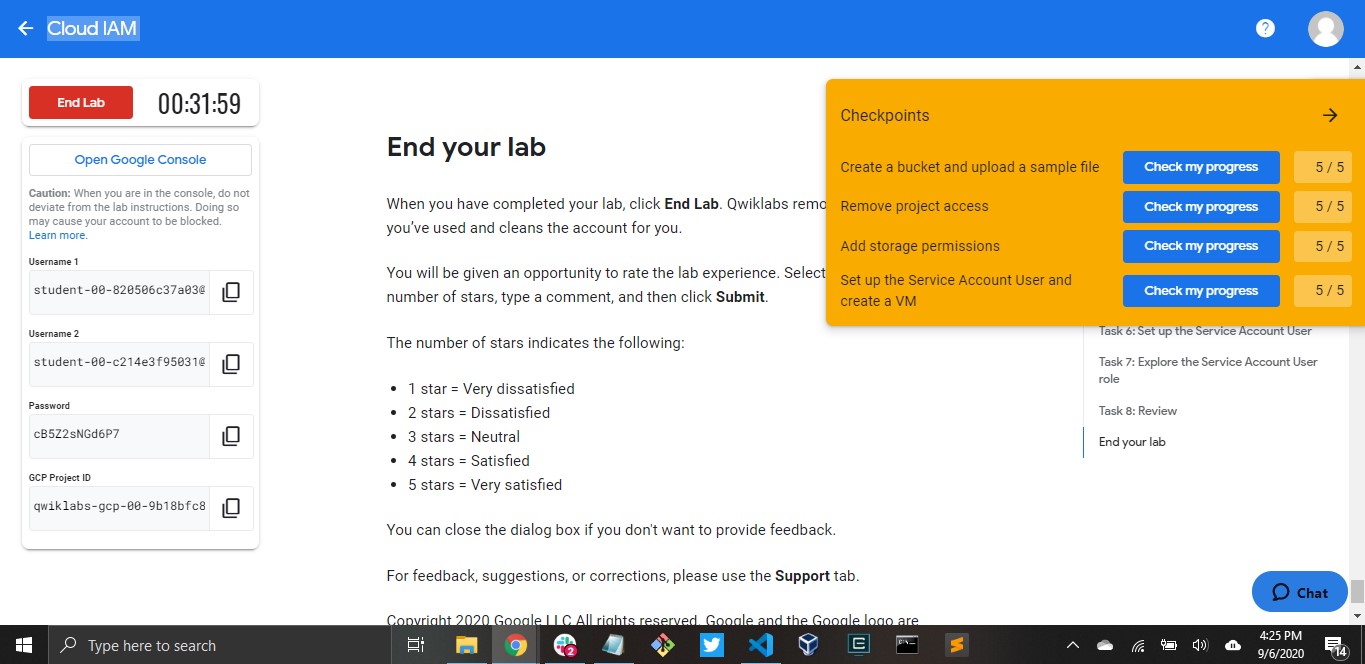 Cloud IAM
End Lab
00:31:59
Open Google Console
Caution: When you are in the console, do not
deviate from the lab instructions. Doing so
may cause your account to be blocked.
Learn more.
Username 1
student-00-820506c37a03@
Username 2
student-00-c214e3f95031@
Password
cB5Z2sNGd6P7
GCP Project ID
qwiklabs-gcp-00-9b18bfc8
End your lab
When you have completed your lab, click End Lab. Qwiklabs remo
you’ve used and cleans the account for you.
You will be given an opportunity to rate the lab experience. Select
number of stars, type a comment, and then click Submit.
The number of stars indicates the following:
• 1 star = Very dissatisfied
• 2 stars = Dissatisfied
• 3 stars = Neutral
• 4 stars = Satisfied
• 5 stars = Very satisfied
You can close the dialog box if you don't want to provide feedback.
For feedback, suggestions, or corrections, please use the Support tab.
Copyright 2020 Google LLC All rights reserved. Google and the Google logo are
Checkpoints
Create a bucket and upload a sample file Check my progress 5 / 5
Remove project access Check my progress 5 / 5
Add storage permissions Check my progress 5 / 5
Set up the Service Account User and
create a VM Check my progress 5 / 5
Task 6: Set up the Service Account User
Task 7: Explore the Service Account User
role
Task 8: Review
End your lab
Chat
Type here to search
2
4:25 PM
9/6/2020
14